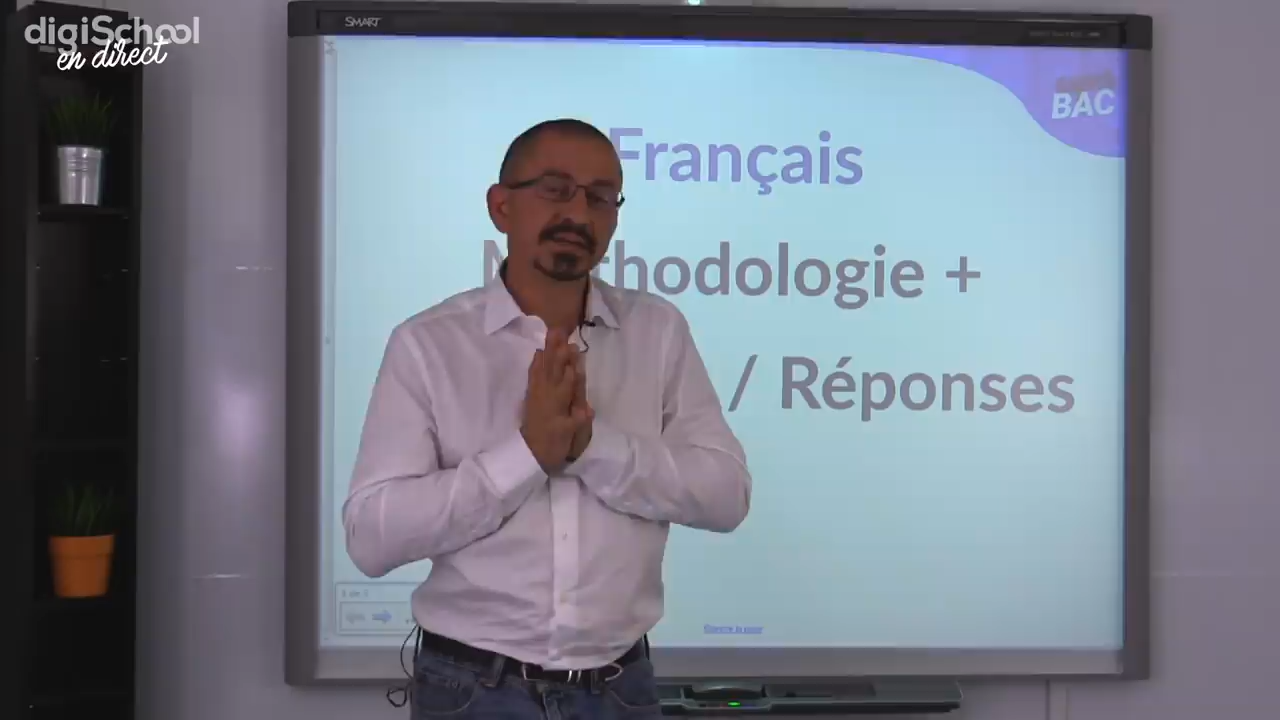 digiSchool
en direct
SMART
BAC
Français
thodologie +
/ Réponses